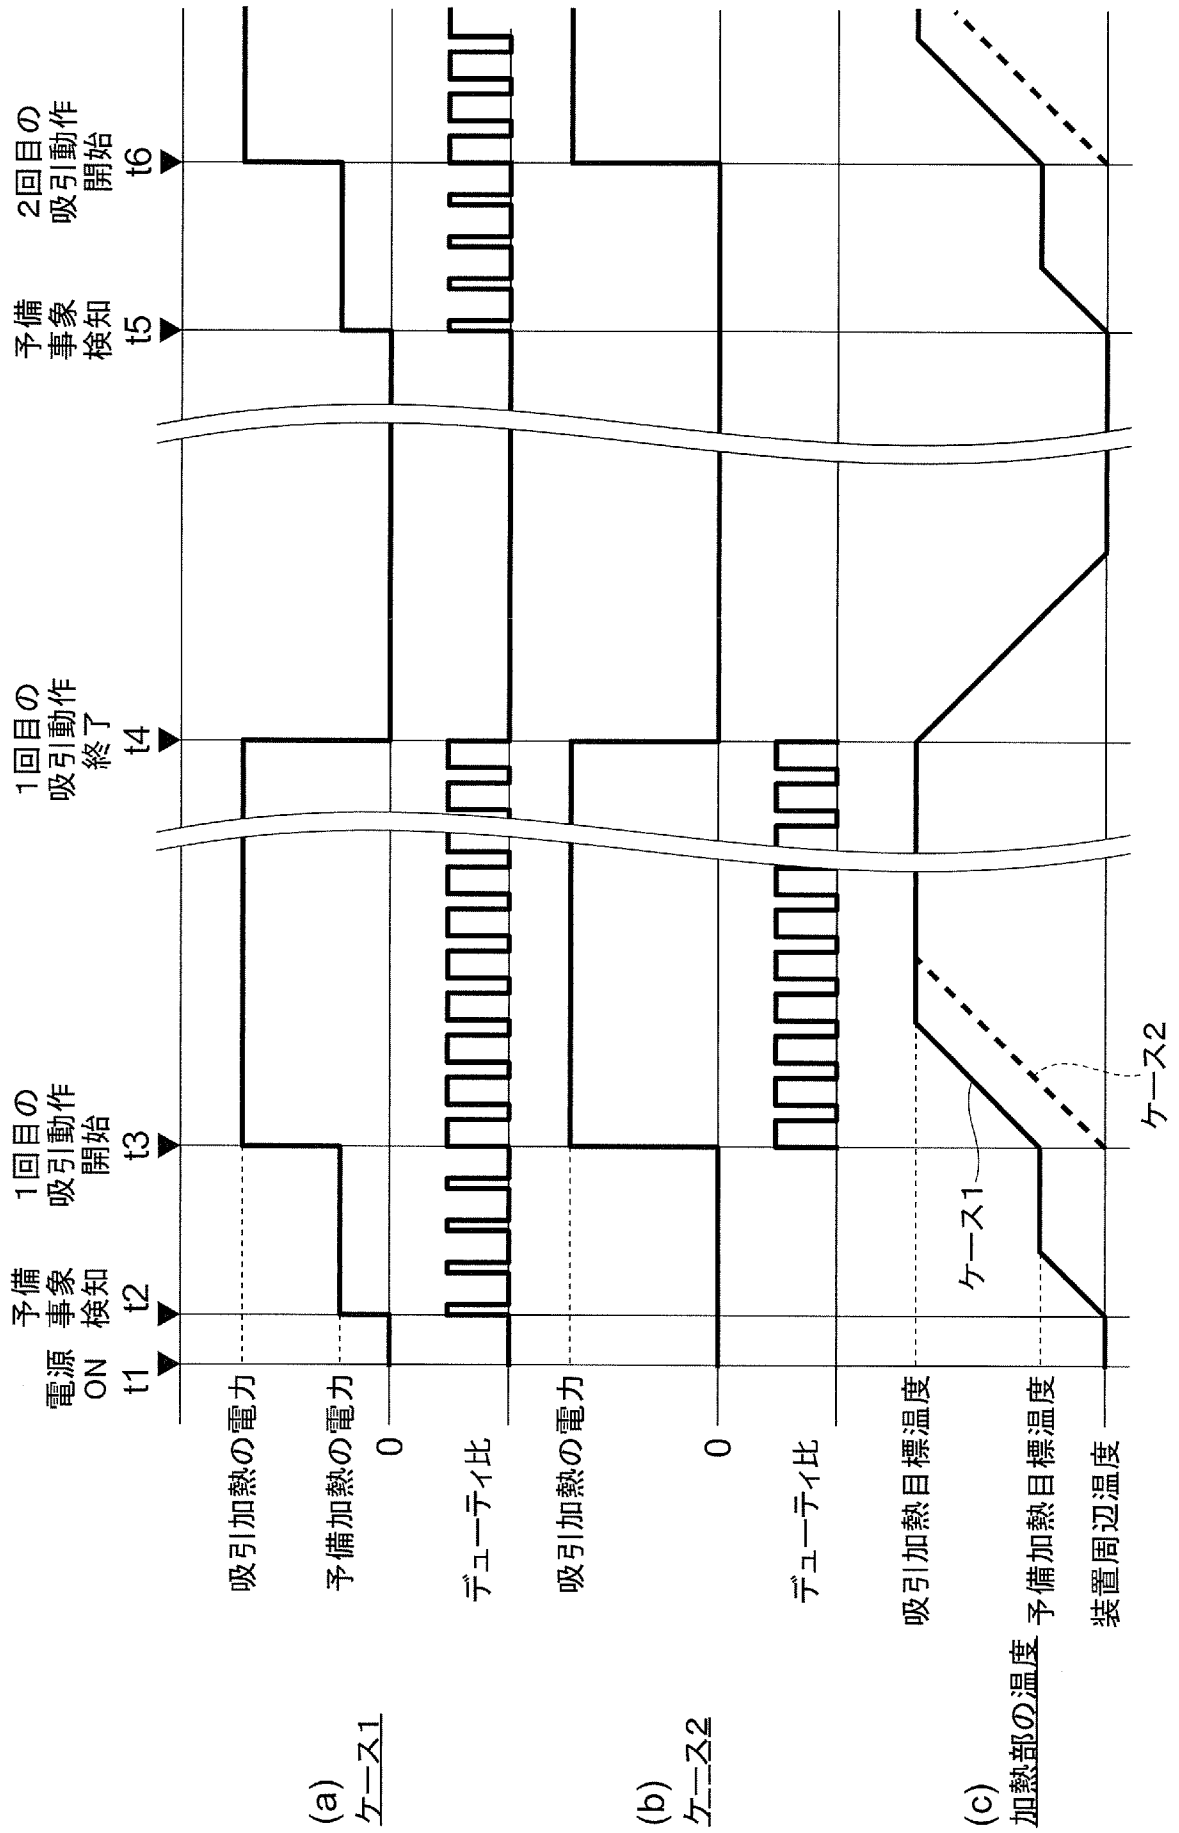 電源
ON
t1
予備
事象
検知
t2
1回目の
吸引動作
開始
t3
1回目の
吸引動作
終了
t4
予備
事象
検知
t5
2回目の
吸引動作
開始
t6
(a)
ケース1
吸引加熱の電力
予備加熱の電力
0
デューティ比
(b)
ケース2
吸引加熱の電力
0
デューティ比
(c)
加熱部の温度
吸引加熱目標温度
予備加熱目標温度
装置周辺温度
ケース1
ケース2